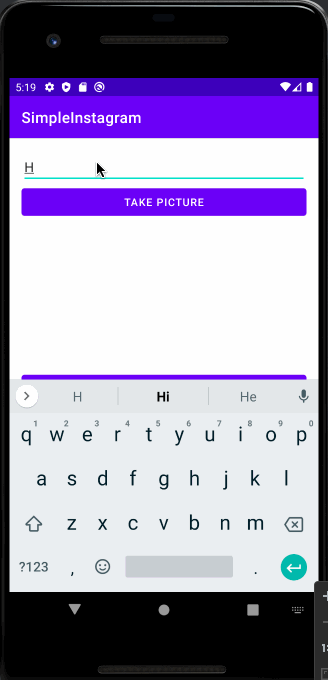 5:19
SimpleInstagram
H
TAKE PICTURE
H Hi He
1 2 3 4 5 6 7 8 9 0
q w e r t y u i o p
a s d f g h j k l
z x c v b n m
?123 , .